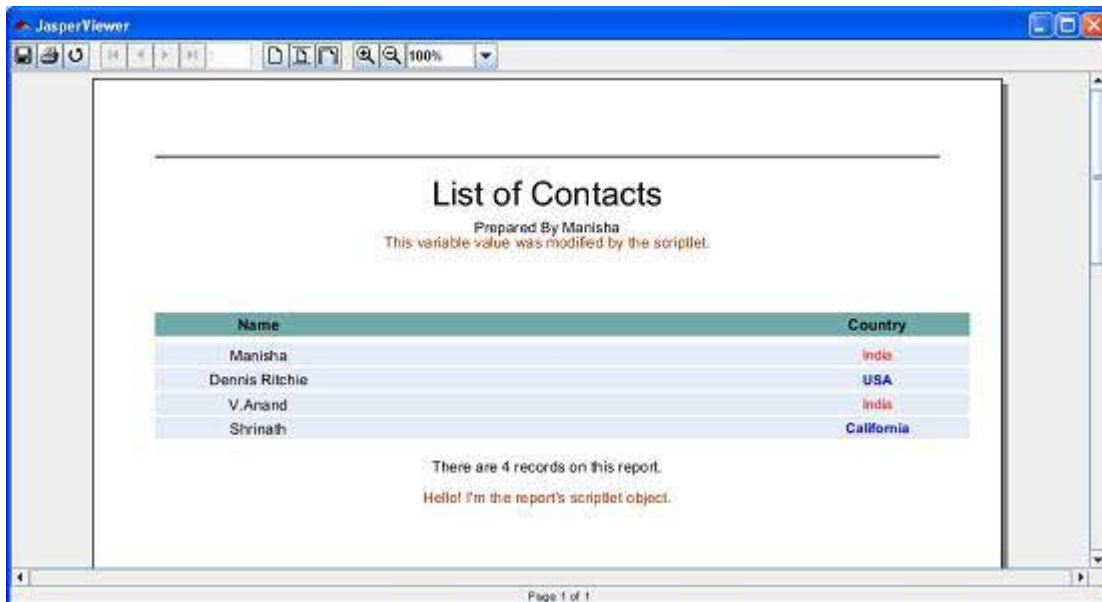 JasperViewer
100%
List of Contacts
Prepared By Manisha
This variable value was modified by the scriptlet.
Name Country
Manisha India
Dennis Ritchie USA
V.Anand India
Shrinath California
There are 4 records on this report.
Hello! I'm the report's scriptlet object.
Page 1 of 1